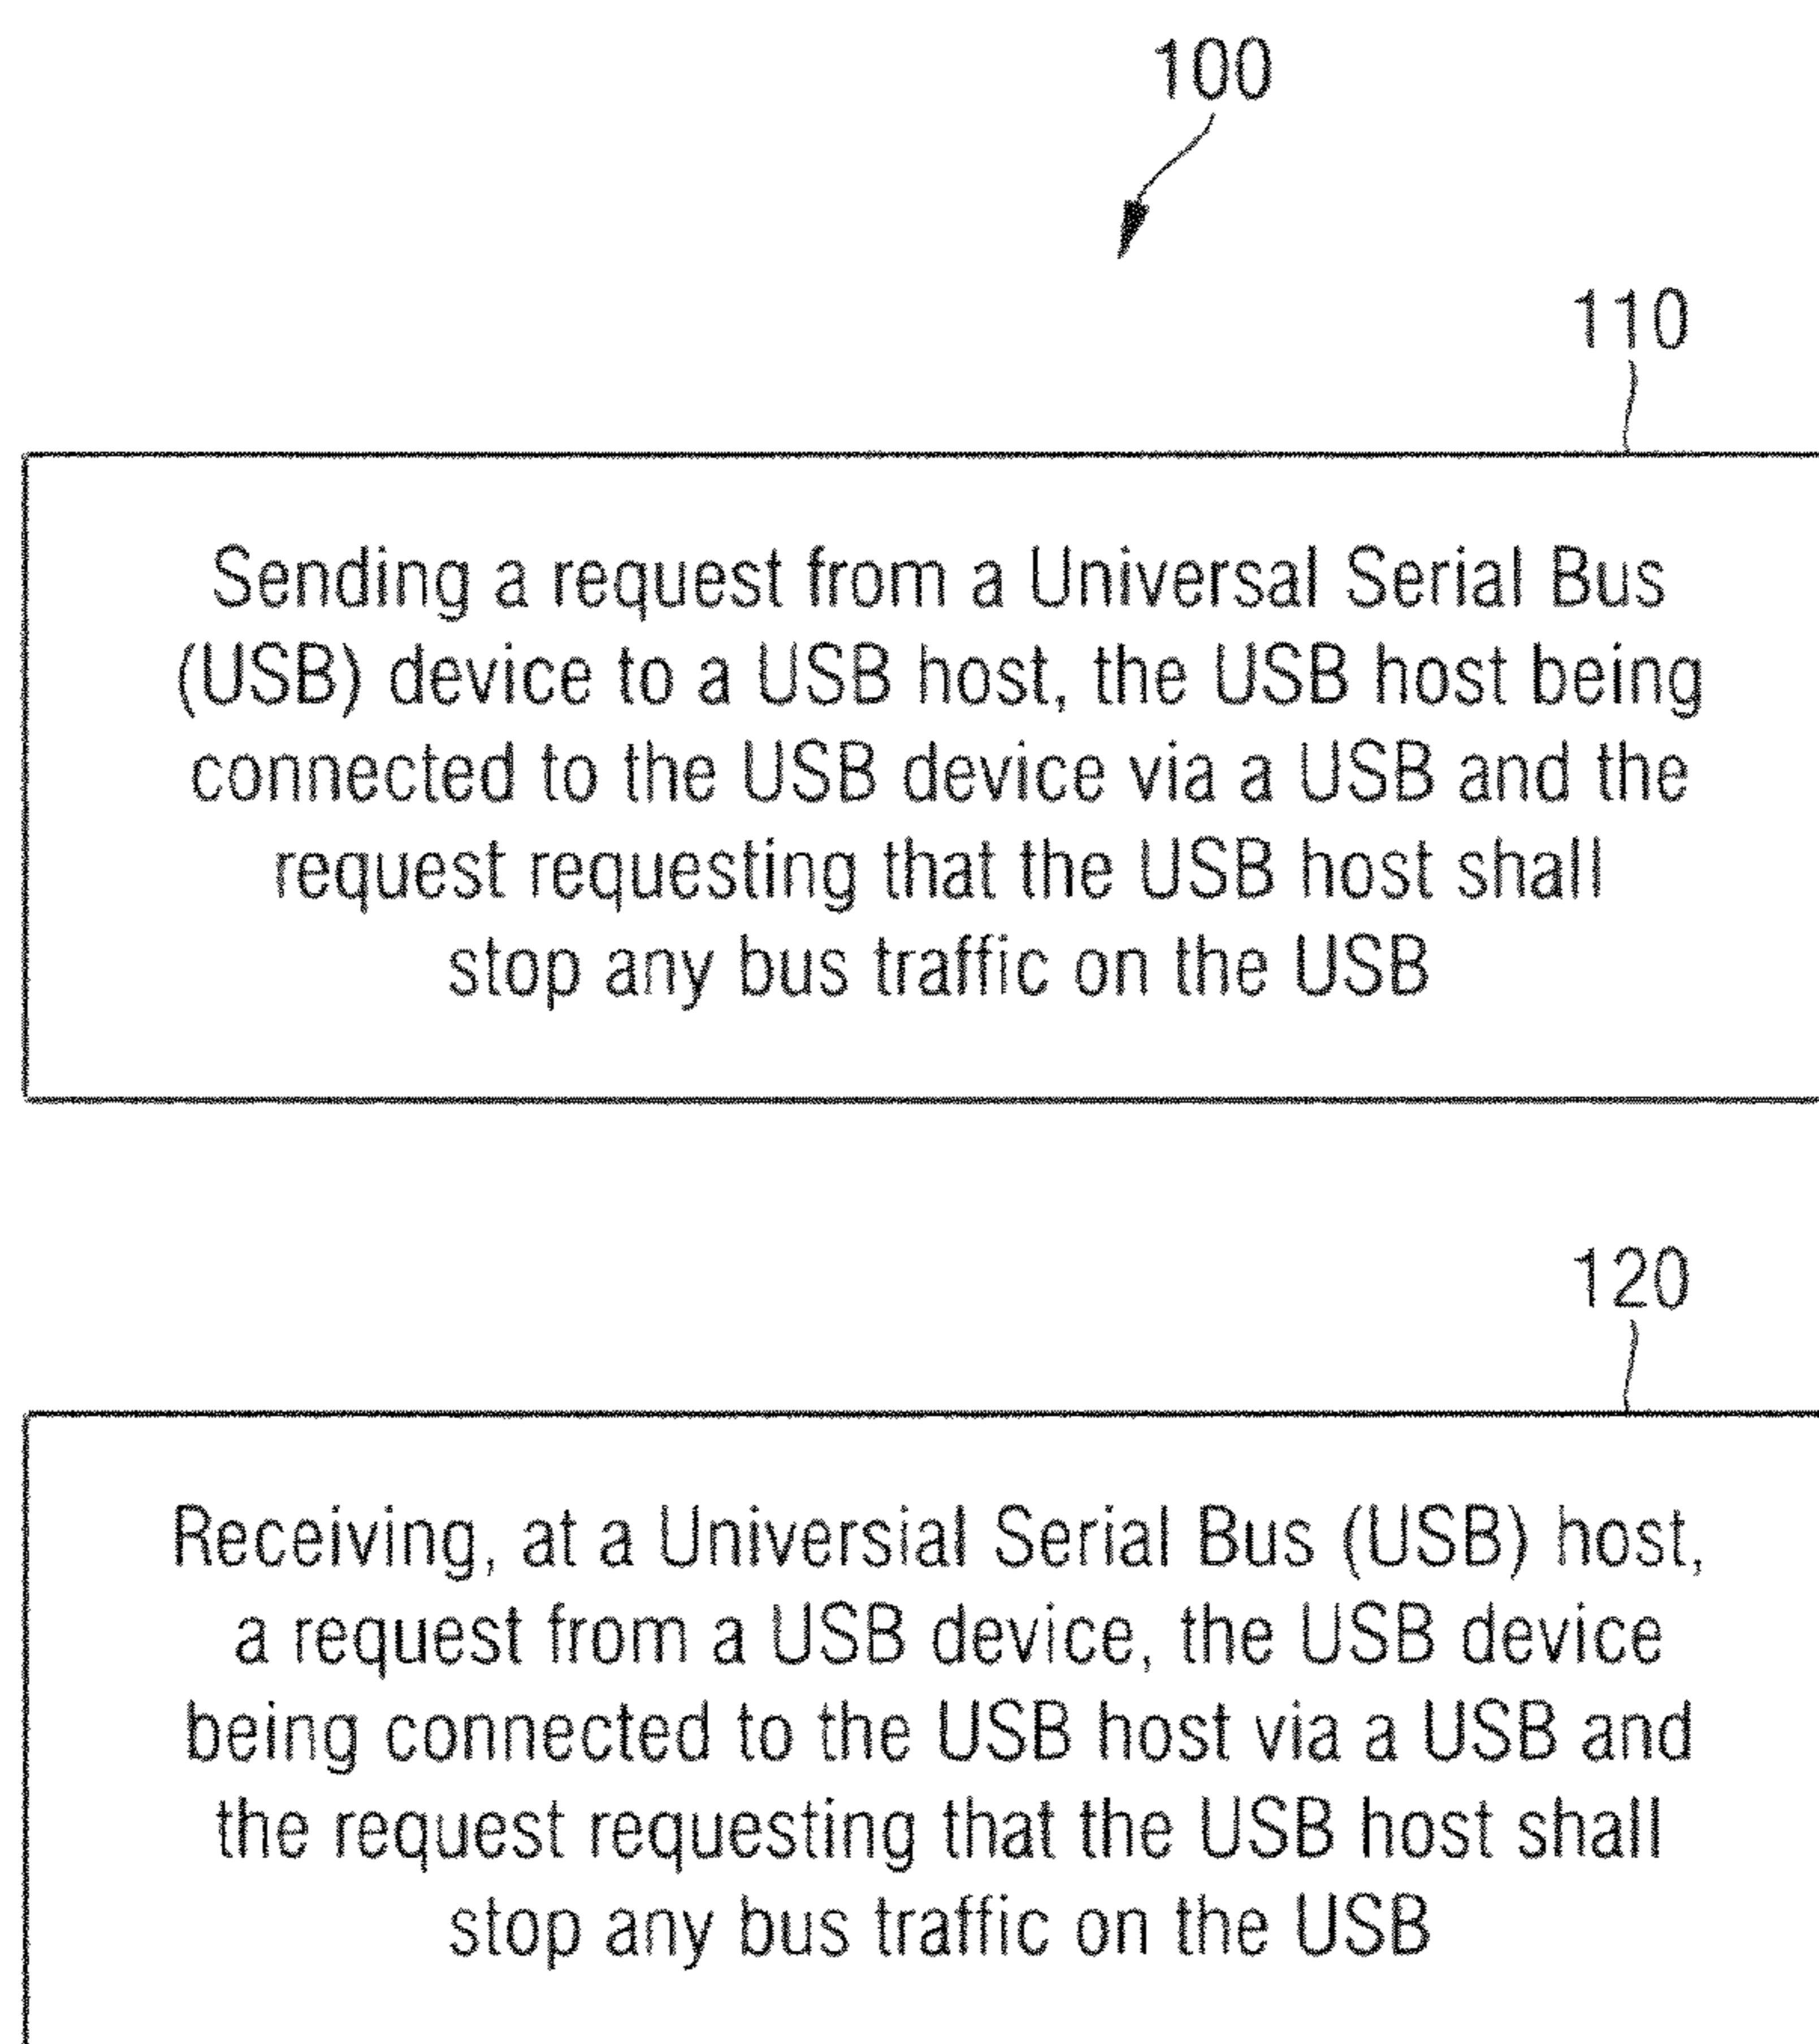 100
110
Sending a request from a Universal Serial Bus
(USB) device to a USB host, the USB host being
connected to the USB device via a USB and the
request requesting that the USB host shall
stop any bus traffic on the USB
120
Receiving, at a Universial Serial Bus (USB) host,
a request from a USB device, the USB device
being connected to the USB host via a USB and
the request requesting that the USB host shall
stop any bus traffic on the USB